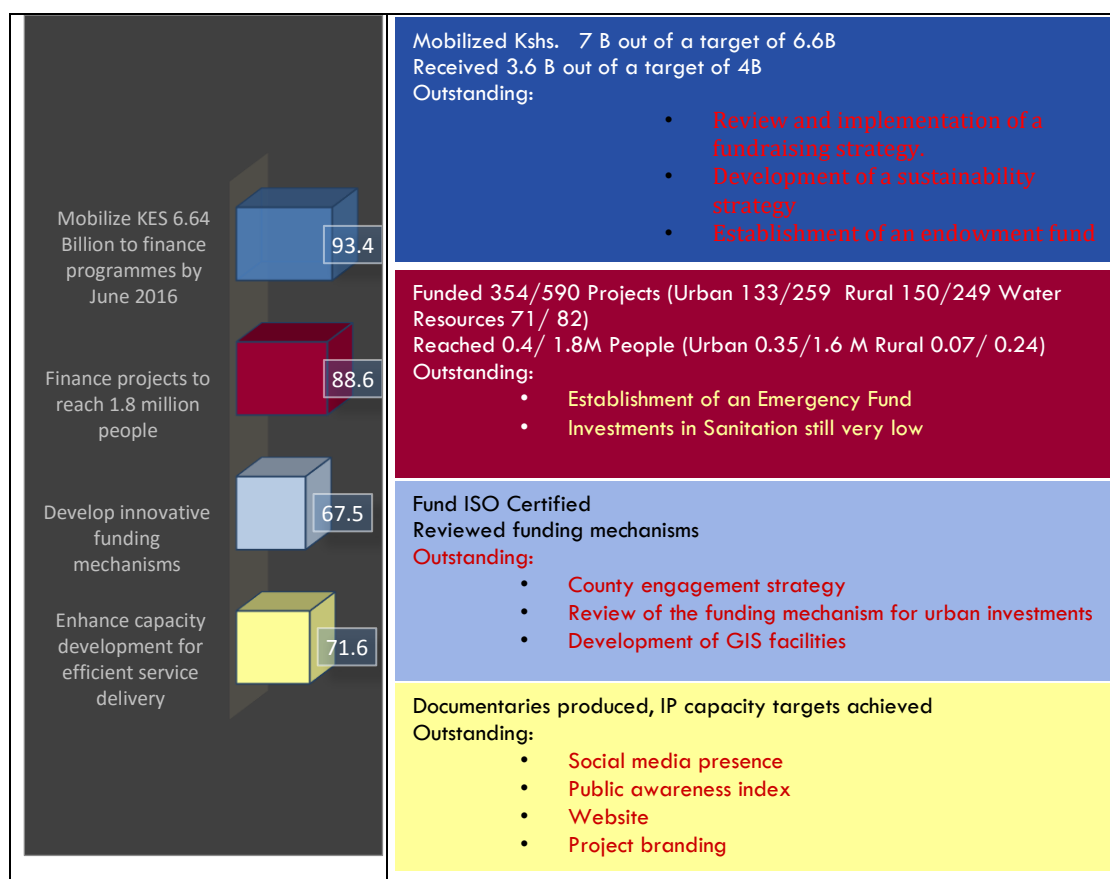 Mobilize KES 6.64
Billion to finance
programmes by
June 2016
93.4
Finance projects to
reach 1.8 million
people
88.6
Develop innovative
funding
mechanisms
67.5
Enhance capacity
development for
efficient service
delivery
71.6
Mobilized Kshs. 7 B out of a target of 6.6B
Received 3.6 B out of a target of 4B
Outstanding:
• Review and implementation of a
fundraising strategy.
• Development of a sustainability
strategy
• Establishment of an endowment fund
Funded 354/590 Projects (Urban 133/259 Rural 150/249 Water
Resources 71/ 82)
Reached 0.4/ 1.8M People (Urban 0.35/1.6 M Rural 0.07/ 0.24)
Outstanding:
• Establishment of an Emergency Fund
• Investments in Sanitation still very low
Fund ISO Certified
Reviewed funding mechanisms
Outstanding:
• County engagement strategy
• Review of the funding mechanism for urban investments
• Development of GIS facilities
Documentaries produced, IP capacity targets achieved
Outstanding:
• Social media presence
• Public awareness index
• Website
• Project branding